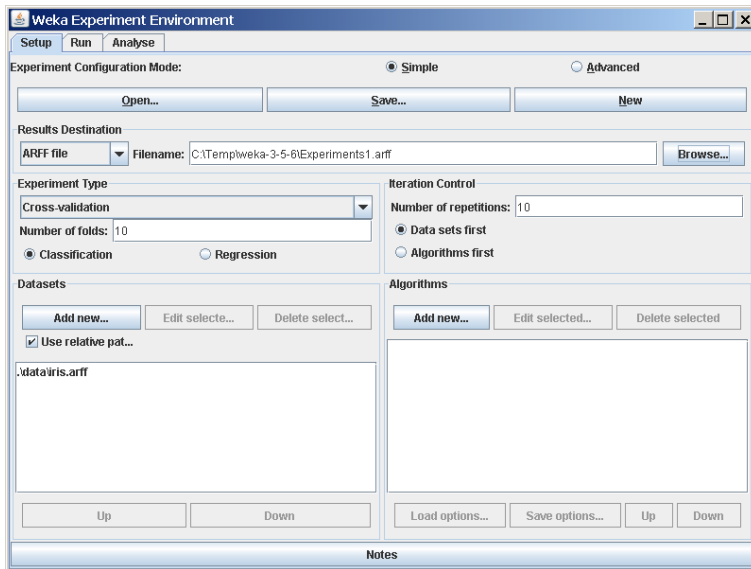 Weka Experiment Environment
Setup Run Analyse
Experiment Configuration Mode: Simple Advanced
Open... Save... New
Results Destination
ARFF file Filename: C:\Temp\weka-3-5-6\Experiments1.arff Browse...
Experiment Type
Cross-validation
Number of folds: 10
Classification Regression
Iteration Control
Number of repetitions: 10
Data sets first
Algorithms first
Datasets
Add new... Edit selecte... Delete select...
Use relative pat...
.\data\iris.arff
Up Down
Algorithms
Add new... Edit selected... Delete selected
Load options... Save options... Up Down
Notes